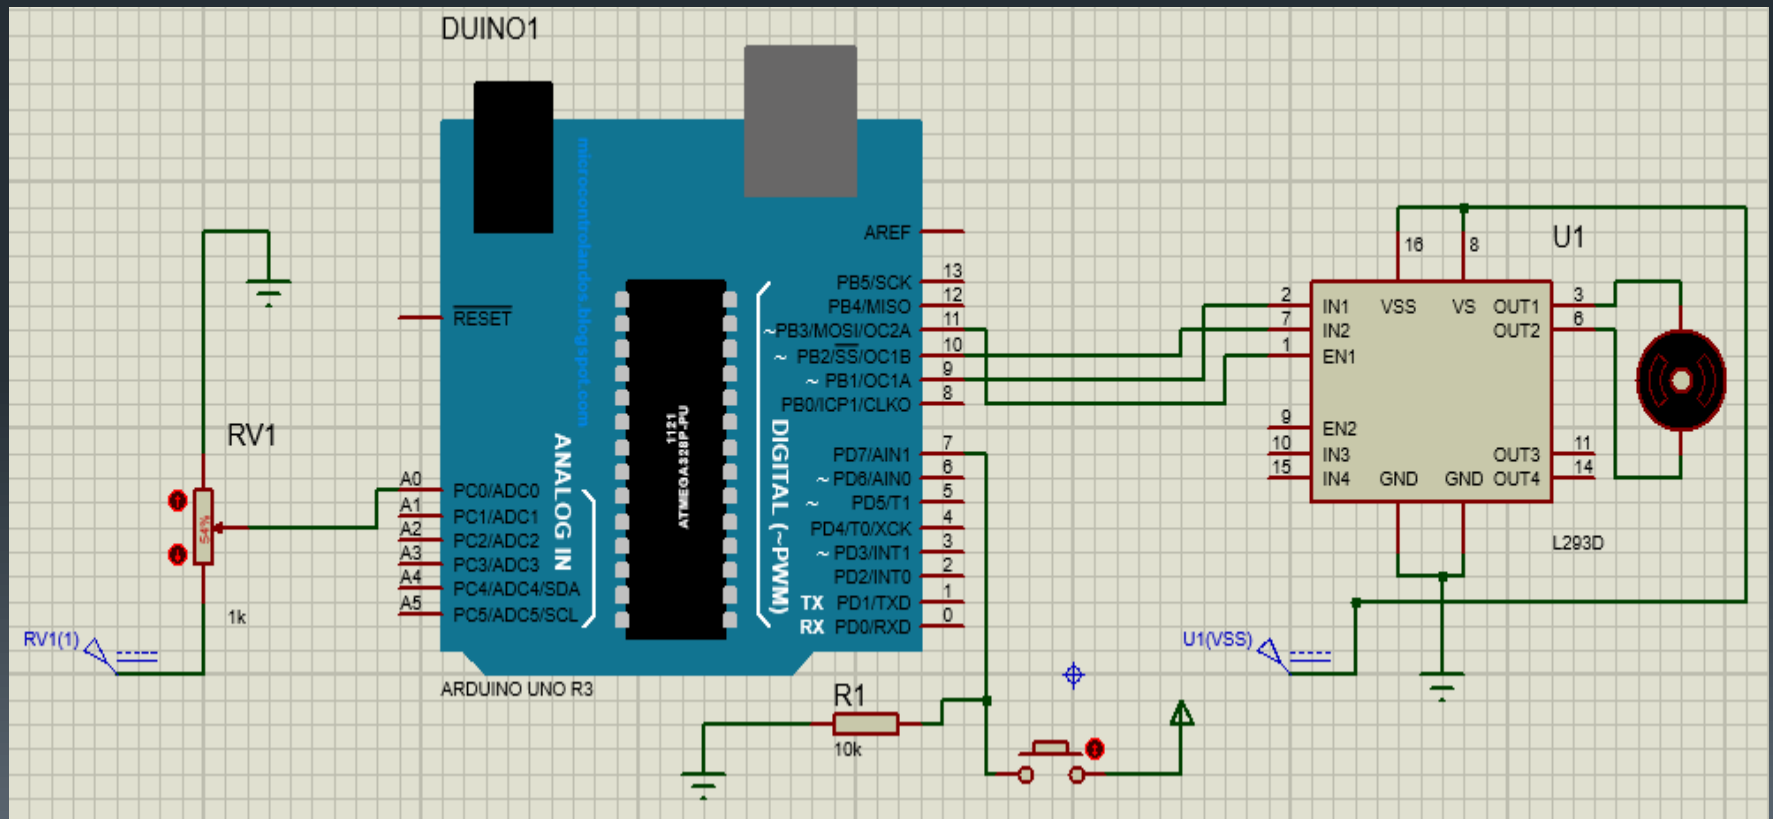 DUINO1
microcontrolandos.blogspot.com
AREF
RESET
PB5/SCK 13
PB4/MISO 12
~PB3/MOSI/OC2A 11
~ PB2/SS/OC1B 10
~ PB1/OC1A 9
PB0/ICP1/CLKO 8
PD7/AIN1 7
~ PD6/AIN0 6
~ PD5/T1 5
PD4/T0/XCK 4
~ PD3/INT1 3
PD2/INT0 2
TX PD1/TXD 1
RX PD0/RXD 0
DIGITAL (~PWM)
1121
ATMEGA328P-PU
ANALOG IN
A0 PC0/ADC0
A1 PC1/ADC1
A2 PC2/ADC2
A3 PC3/ADC3
A4 PC4/ADC4/SDA
A5 PC5/ADC5/SCL
ARDUINO UNO R3
RV1
54%
1k
RV1(1)
R1
10k
U1
16 8
2 IN1 VSS VS OUT1 3
7 IN2 OUT2 6
1 EN1
9 EN2
10 IN3 OUT3 11
15 IN4 GND GND OUT4 14
L293D
U1(VSS)